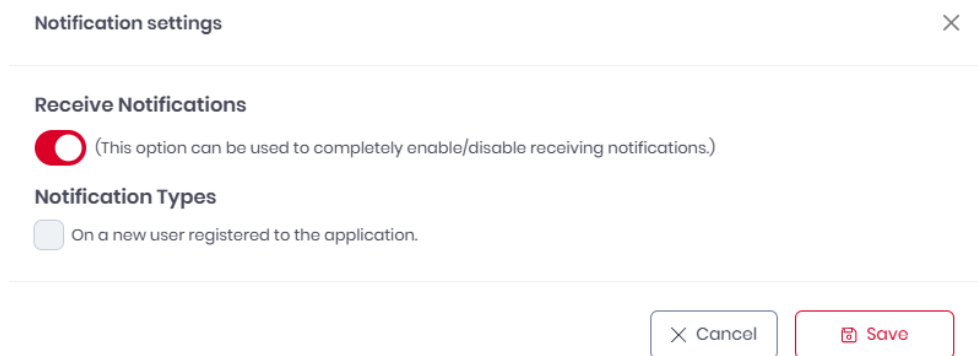 Notification settings
Receive Notifications
(This option can be used to completely enable/disable receiving notifications.)
Notification Types
On a new user registered to the application.
Cancel
Save